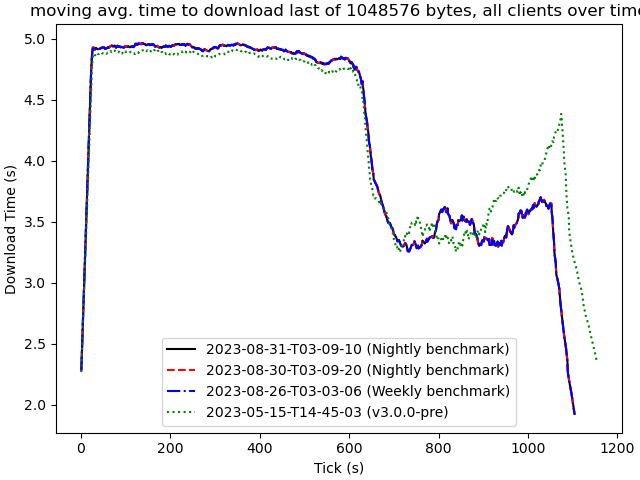 moving avg. time to download last of 1048576 bytes, all clients over time
5.0
4.5
4.0
3.5
3.0
2.5
2.0
Download Time (s)
2023-08-31-T03-09-10 (Nightly benchmark)
2023-08-30-T03-09-20 (Nightly benchmark)
2023-08-26-T03-03-06 (Weekly benchmark)
2023-05-15-T14-45-03 (v3.0.0-pre)
0 200 400 600 800 1000 1200
Tick (s)